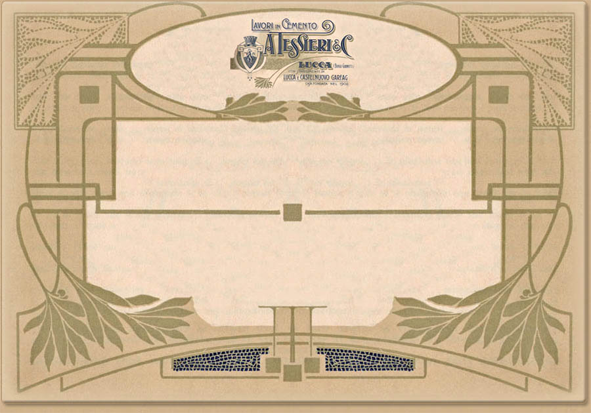 LAVORI IN CEMENTO
A. TESSIERI & C.
LUCCA
LUCCA E CASTELNUOVO GARFAG.